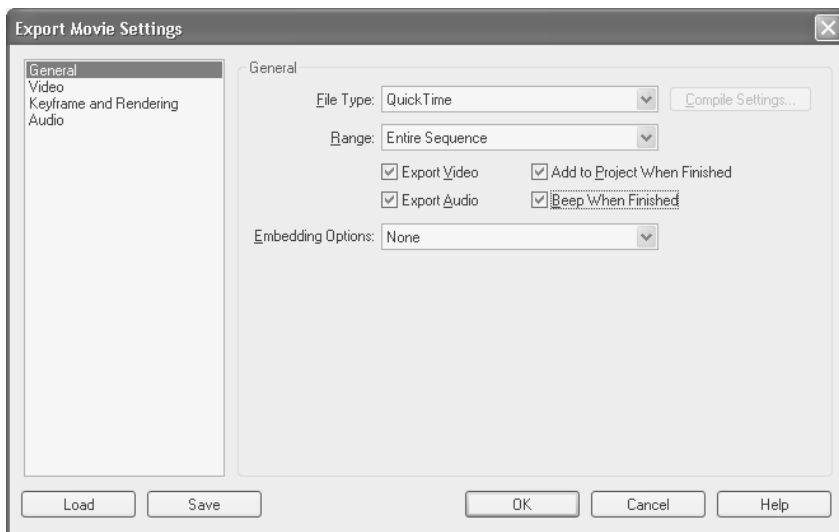 Export Movie Settings
General
Video
Keyframe and Rendering
Audio
General
File Type: QuickTime Compile Settings...
Range: Entire Sequence
Export Video Add to Project When Finished
Export Audio Beep When Finished
Embedding Options: None
Load Save OK Cancel Help